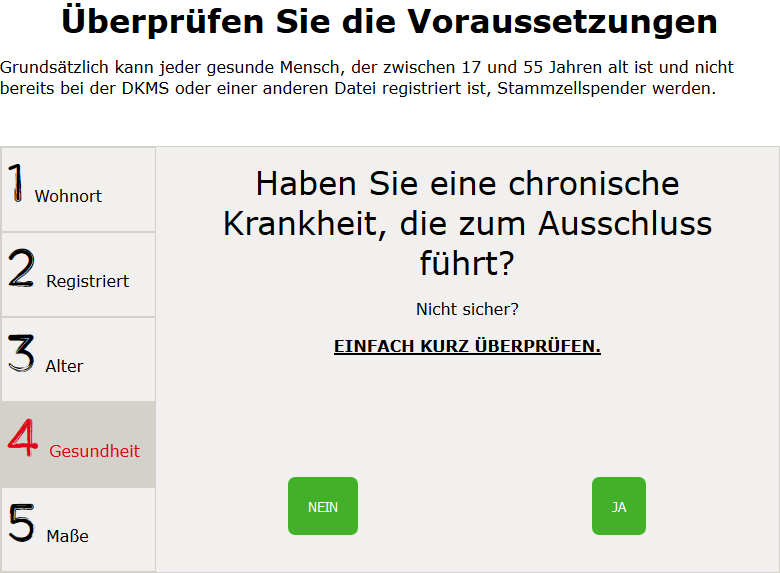 Überprüfen Sie die Voraussetzungen
Grundsätzlich kann jeder gesunde Mensch, der zwischen 17 und 55 Jahren alt ist und nicht
bereits bei der DKMS oder einer anderen Datei registriert ist, Stammzellspender werden.
1 Wohnort
2 Registriert
3 Alter
4 Gesundheit
5 Maße
Haben Sie eine chronische
Krankheit, die zum Ausschluss
führt?
Nicht sicher?
EINFACH KURZ ÜBERPRÜFEN.
NEIN
JA